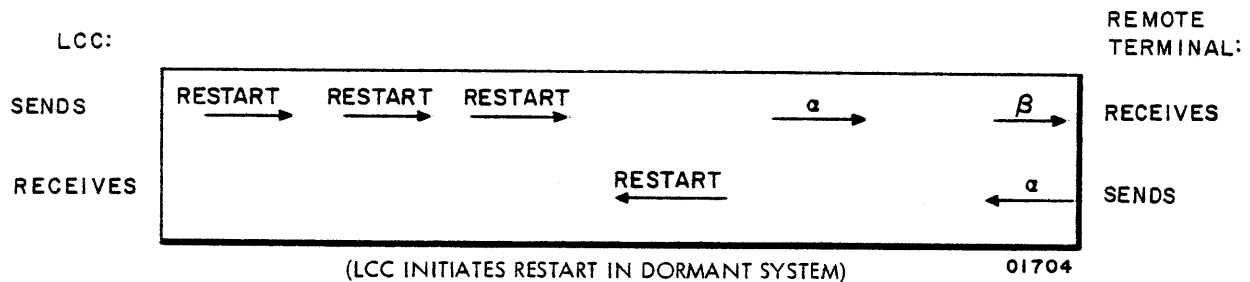 LCC:
REMOTE
TERMINAL:
SENDS
RESTART RESTART RESTART α β
RECEIVES
RECEIVES
RESTART α
SENDS
(LCC INITIATES RESTART IN DORMANT SYSTEM)
01704